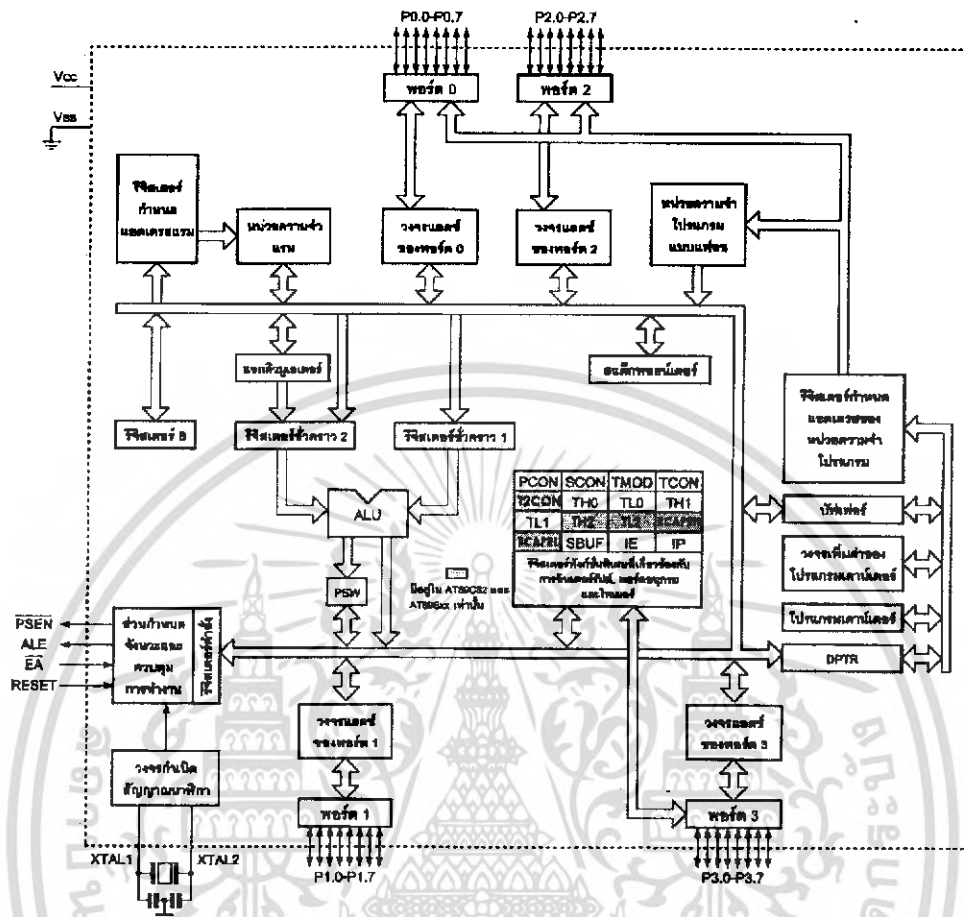 P0.0-P0.7
P2.0-P2.7
Vcc
Vss
พอร์ต 0
พอร์ต 2
รีจิสเตอร์
กำหนด
แอดเดรสแรม
หน่วยความจำ
แรม
วงจรแลตช์
ของพอร์ต 0
วงจรแลตช์
ของพอร์ต 2
หน่วยความจำ
โปรแกรม
แบบแฟลช
แอคคิวมูเลเตอร์
สแต็กพอยน์เตอร์
รีจิสเตอร์ B
รีจิสเตอร์ชั่วคราว 2
รีจิสเตอร์ชั่วคราว 1
รีจิสเตอร์กำหนด
แอดเดรสของ
หน่วยความจำ
โปรแกรม
ALU
PCON SCON TMOD TCON
T2CON TH0 TL0 TH1
TL1 TH2 TL2 RCAP2H
RCAP2L SBUF IE IP
รีจิสเตอร์ฟังก์ชั่นพิเศษที่เกี่ยวข้องกับ
การอินเตอร์รัปต์, พอร์ตอนุกรม
และไทเมอร์
บัฟเฟอร์
วงจรเพิ่มค่าของ
โปรแกรมเคาน์เตอร์
โปรแกรมเคาน์เตอร์
DPTR
PSW
มีอยู่ใน AT89C52 และ
AT89Sxx เท่านั้น
PSEN
ALE
EA
RESET
ส่วนกำหนด
จังหวะและ
ควบคุม
การทำงาน
รีจิสเตอร์คำสั่ง
วงจรแลตช์
ของพอร์ต 1
วงจรแลตช์
ของพอร์ต 3
วงจรกำเนิด
สัญญาณนาฬิกา
พอร์ต 1
พอร์ต 3
XTAL1
XTAL2
P1.0-P1.7
P3.0-P3.7